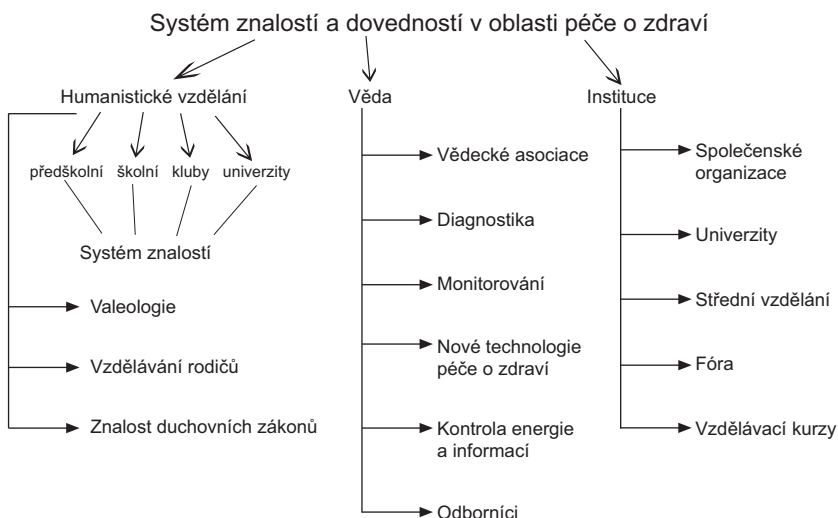 Systém znalostí a dovedností v oblasti péče o zdraví
Humanistické vzdělání
předškolní školní kluby univerzity
Systém znalostí
Valeologie
Vzdělávání rodičů
Znalost duchovních zákonů
Věda
Vědecké asociace
Diagnostika
Monitorování
Nové technologie
péče o zdraví
Kontrola energie
a informací
Odborníci
Instituce
Společenské
organizace
Univerzity
Střední vzdělání
Fóra
Vzdělávací kurzy